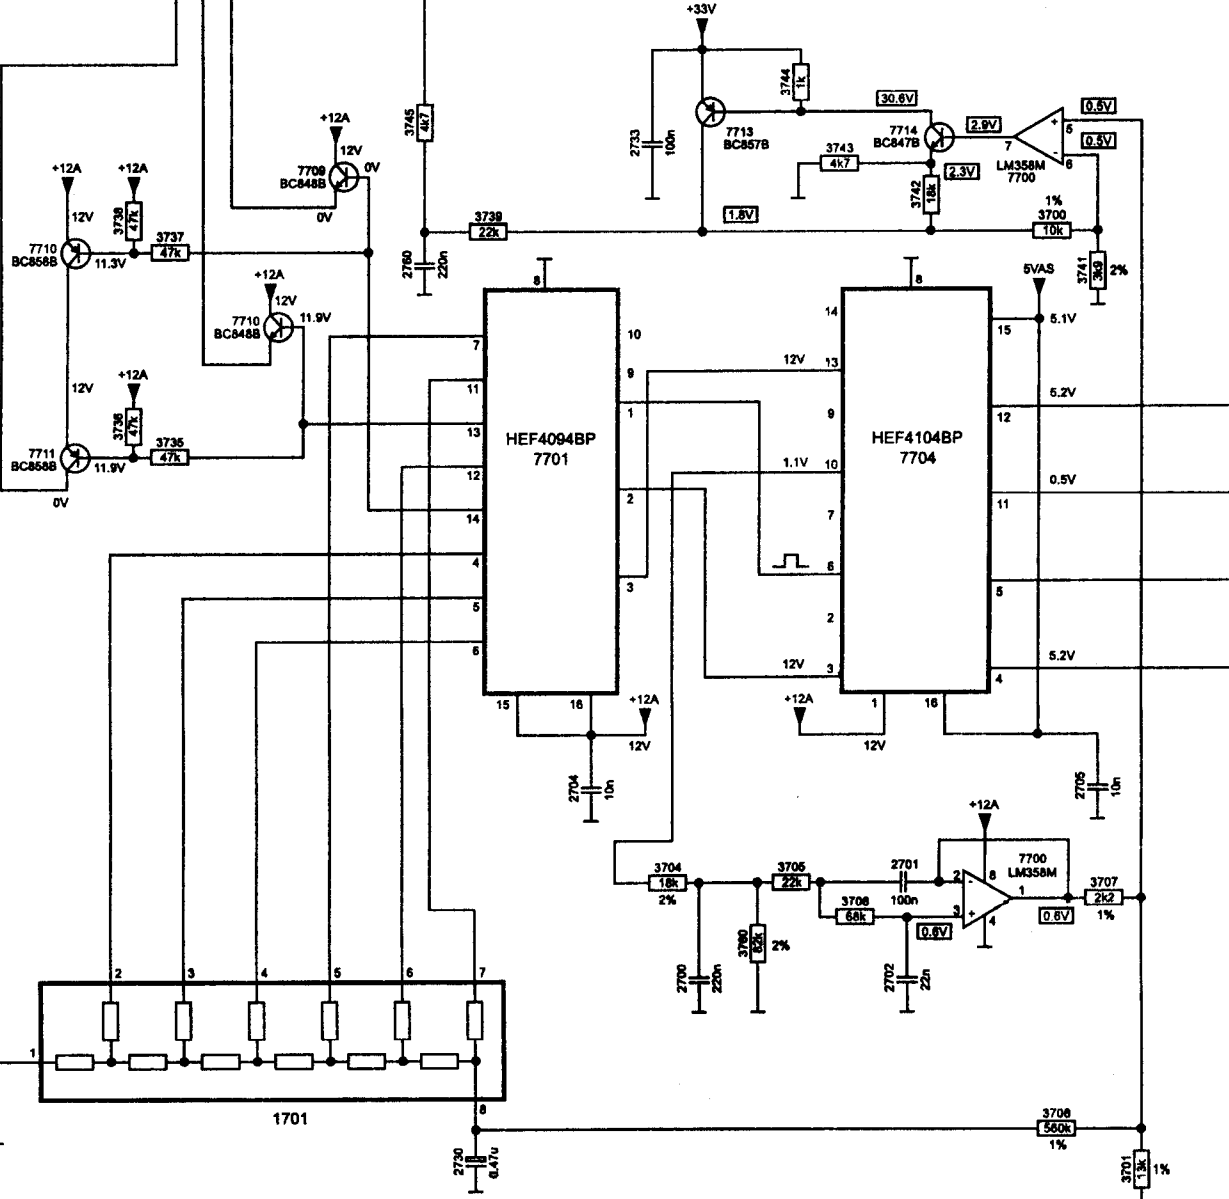 +33V
3744
1k
30.6V
0.5V
3745
4k7
+12A
7713
BC857B
7714
BC847B
2.9V
+
5
7
0.5V
2733
100n
12V
3743
4k7
-
6
LM358M
7700
+12A
+12A
7709
BC848B
0V
2.3V
3742
18k
1%
3700
10k
12V
3738
47k
0V
3739
22k
1.8V
7710
BC858B
11.3V
3737
47k
2760
220n
3741
3k9
2%
+12A
8
8
5VAS
12V
7710
BC848B
11.9V
14
15
5.1V
7
10
12V
13
12V
+12A
11
9
5.2V
3736
47k
1
9
12
7711
BC858B
11.9V
3735
47k
13
HEF4094BP
7701
HEF4104BP
7704
1.1V
10
12
0.5V
0V
2
11
14
7
4
6
3
5
5
2
6
12V
3
5.2V
4
15
16
+12A
12V
+12A
1
16
12V
2704
10n
2705
10n
+12A
3704
18k
2%
3705
22k
2701
100n
7700
LM358M
2
-
8
1
3707
2k2
1%
3706
68k
3
+
4
0.6V
0.6V
3760
82k
2%
2700
220n
2702
22n
2
3
4
5
6
7
1
1701
8
3708
560k
1%
2730
0.47u
3701
13k
1%